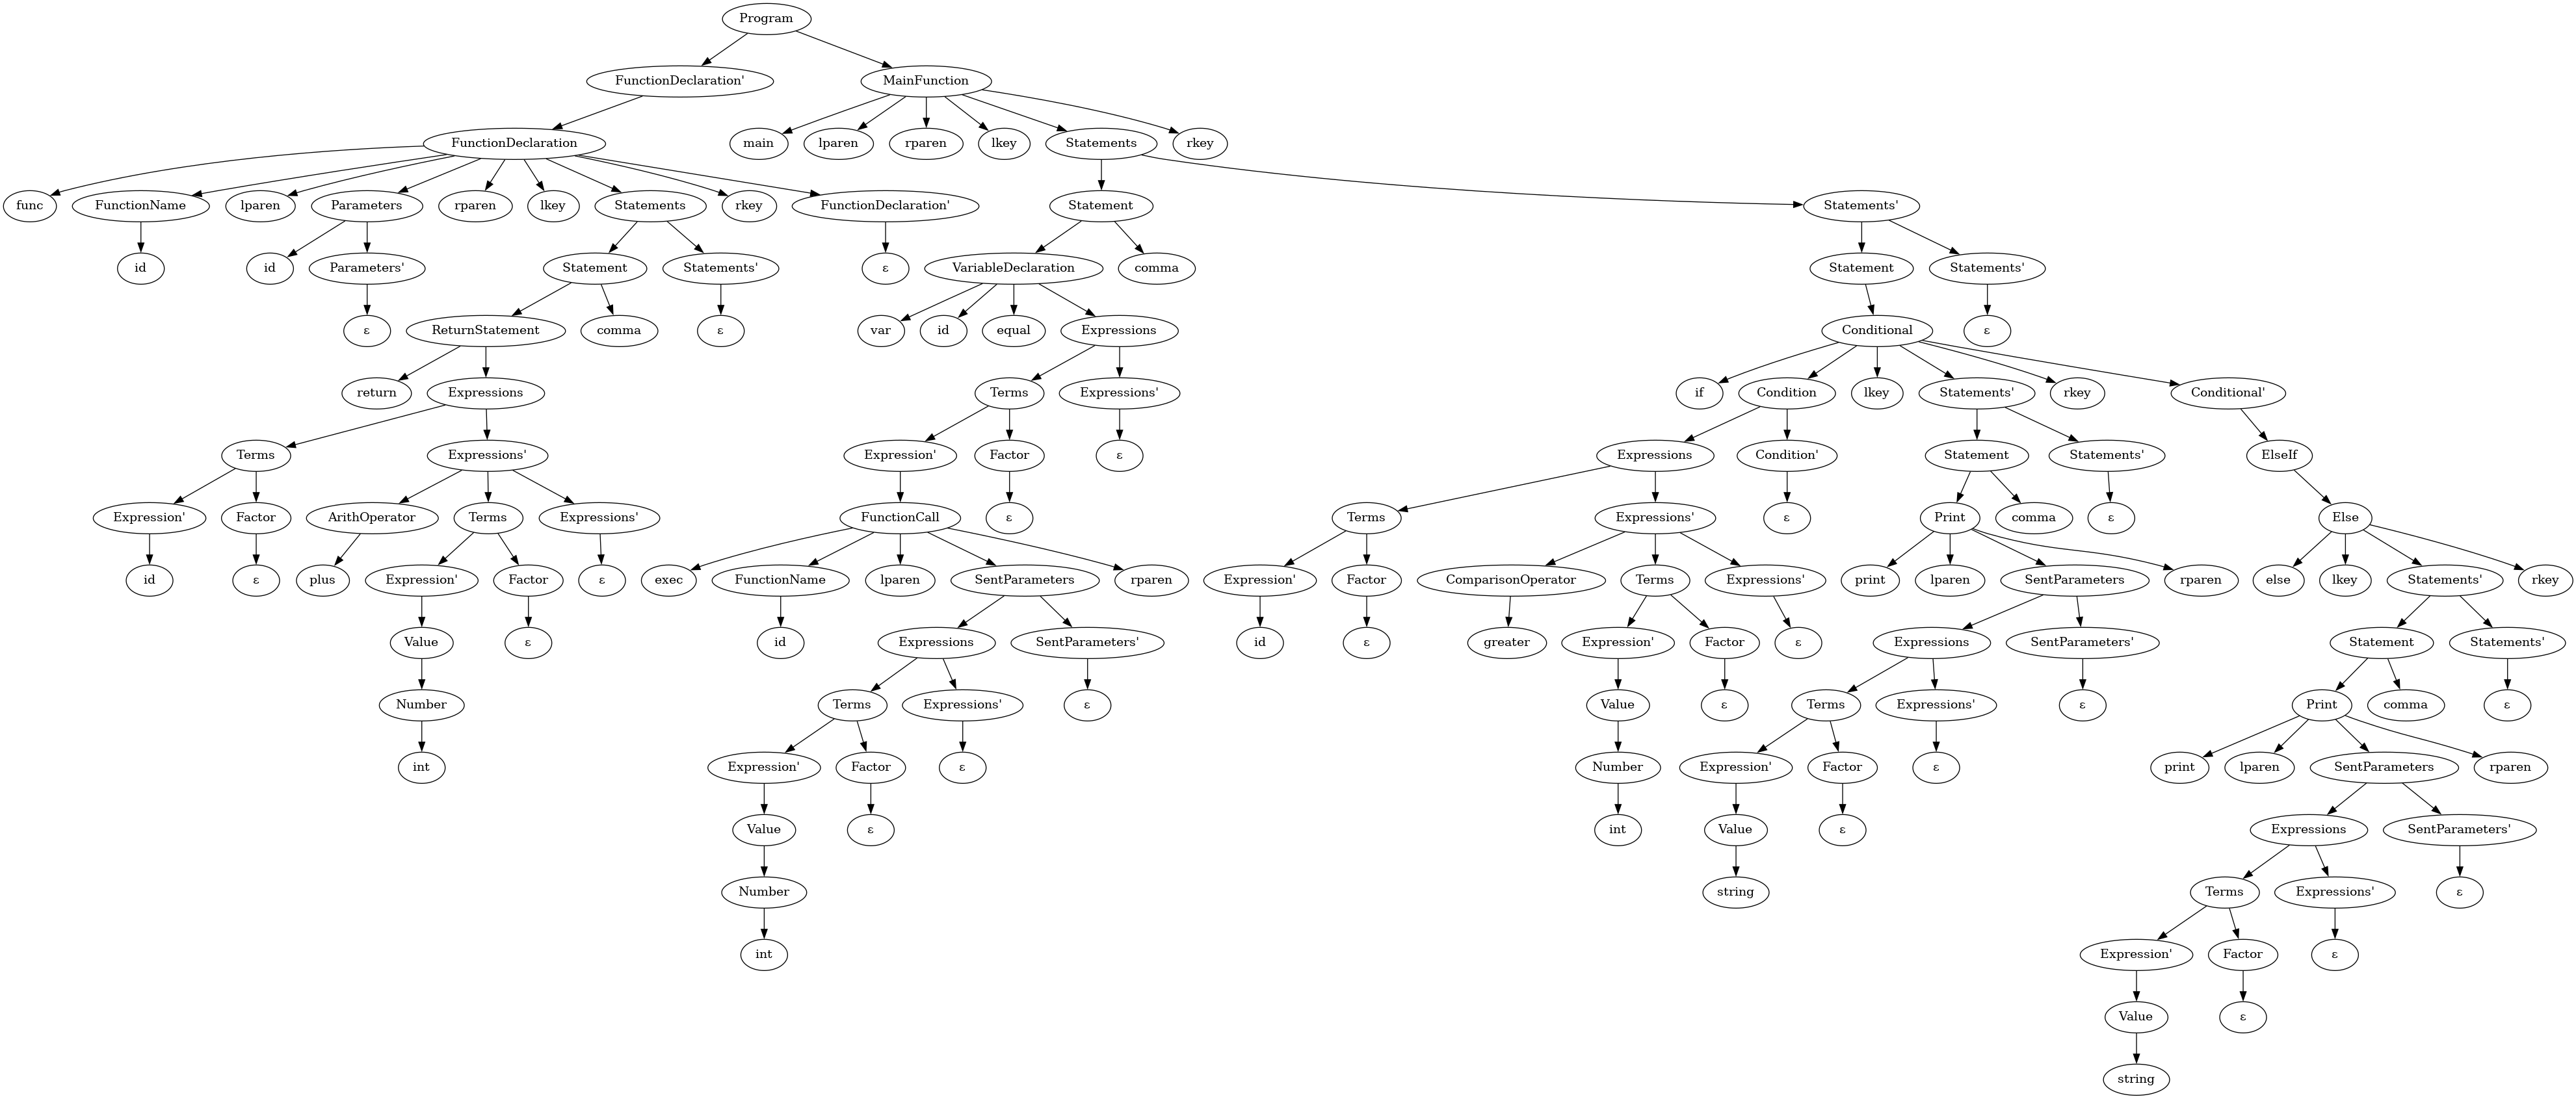 Program
FunctionDeclaration' MainFunction
FunctionDeclaration main lparen rparen lkey Statements rkey
func FunctionName lparen Parameters rparen lkey Statements rkey FunctionDeclaration' Statement Statements'
id id Parameters' Statement Statements' ε VariableDeclaration comma Statement Statements'
ε ReturnStatement comma ε var id equal Expressions Conditional ε
return Expressions Terms Expressions' if Condition lkey Statements' rkey Conditional'
Terms Expressions' Expression' Factor ε Expressions Condition' Statement Statements' ElseIf
Expression' Factor ArithOperator Terms Expressions' FunctionCall ε Terms Expressions' ε Print comma ε Else
id ε plus Expression' Factor ε exec FunctionName lparen SentParameters rparen Expression' Factor ComparisonOperator Terms Expressions' print lparen SentParameters rparen else lkey Statements' rkey
Value ε id Expressions SentParameters' id ε greater Expression' Factor ε Expressions SentParameters' Statement Statements'
Number Terms Expressions' ε Value ε Terms Expressions' ε Print comma ε
int Expression' Factor ε Number Expression' Factor ε print lparen SentParameters rparen
Value ε int Value ε Expressions SentParameters'
Number string Terms Expressions' ε
int Expression' Factor ε
Value ε
string